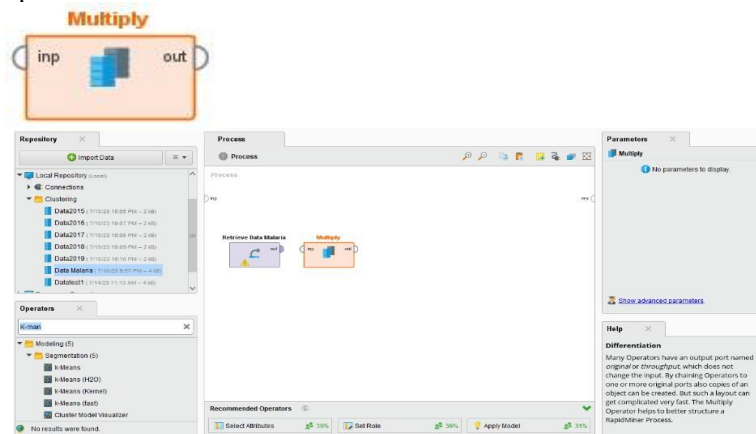 Multiply
inp out
Repository
Import Data
Local Repository (Local)
Connections
Clustering
Data2015
Data2016
Data2017
Data2018
Data2019
Data Malaria
Datatest1
Operators
K-men
Modeling (5)
Segmentation (5)
k-Means
k-Means (H2O)
k-Means (Kernel)
k-Means (fast)
Cluster Model Visualizer
No results were found.
Process
Process
Process
inp res
Retrieve Data Malaria Multiply
out inp out
Recommended Operators
Select Attributes Set Role Apply Model
Parameters
Multiply
No parameters to display.
Show advanced parameters
Help
Differentiation
Many Operators have an output port named
original or throughput, which does not
change the input. By chaining Operators to
one or more original ports also copies of an
object can be created. But such a layout can
get complicated very fast. The Multiply
Operator helps to better structure a
RapidMiner Process.